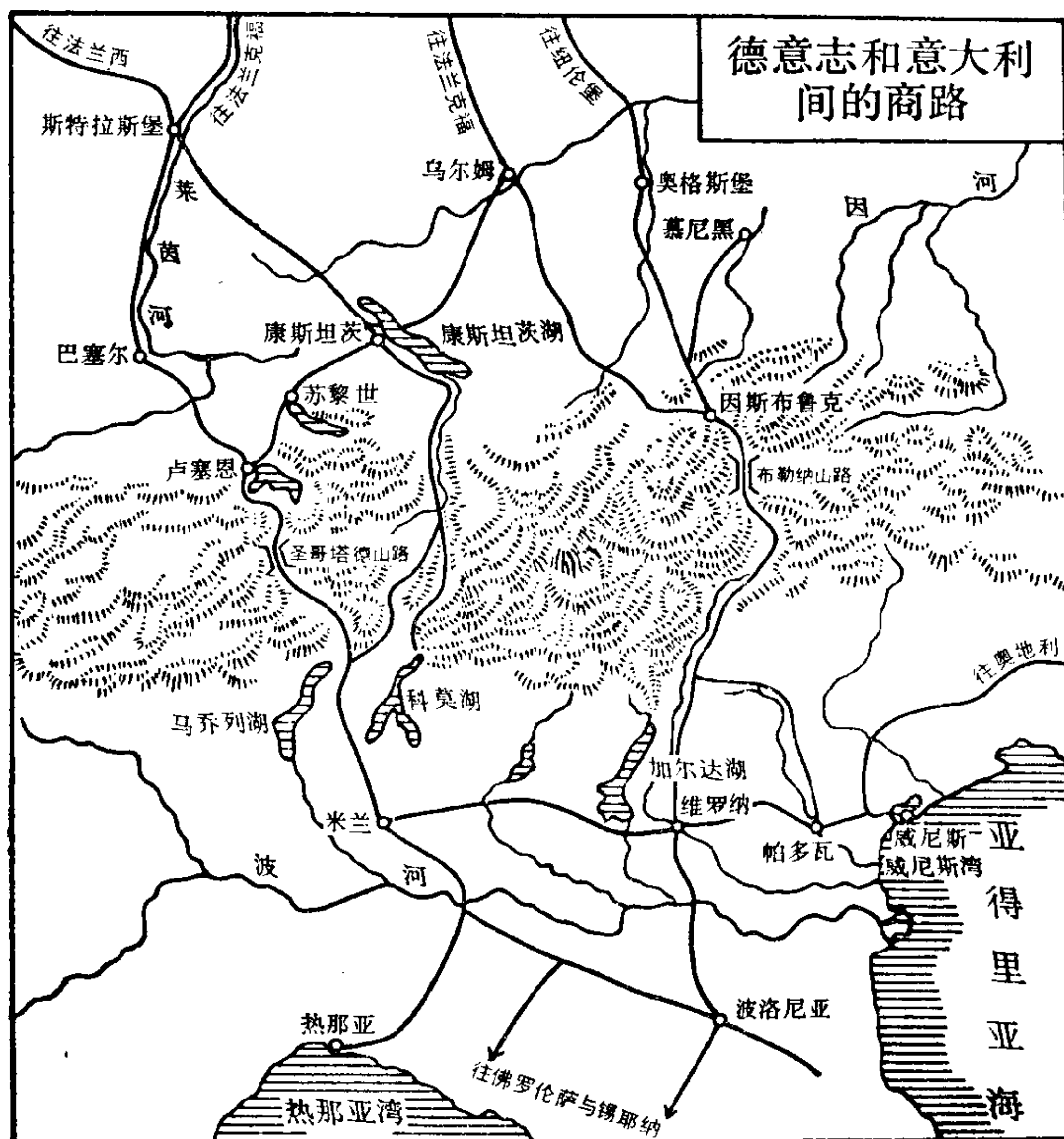 德意志和意大利
间的商路
往法兰西
往法兰克福
往法兰克福
往纽伦堡
斯特拉斯堡
乌尔姆
奥格斯堡
慕尼黑
因河
莱茵河
康斯坦茨
康斯坦茨湖
巴塞尔
苏黎世
因斯布鲁克
卢塞恩
布勒纳山路
圣哥塔德山路
往奥地利
马乔列湖
科莫湖
加尔达湖
米兰
维罗纳
帕多瓦
威尼斯
威尼斯湾
波河
亚得里亚海
热那亚
波洛尼亚
热那亚湾
往佛罗伦萨与锡耶纳